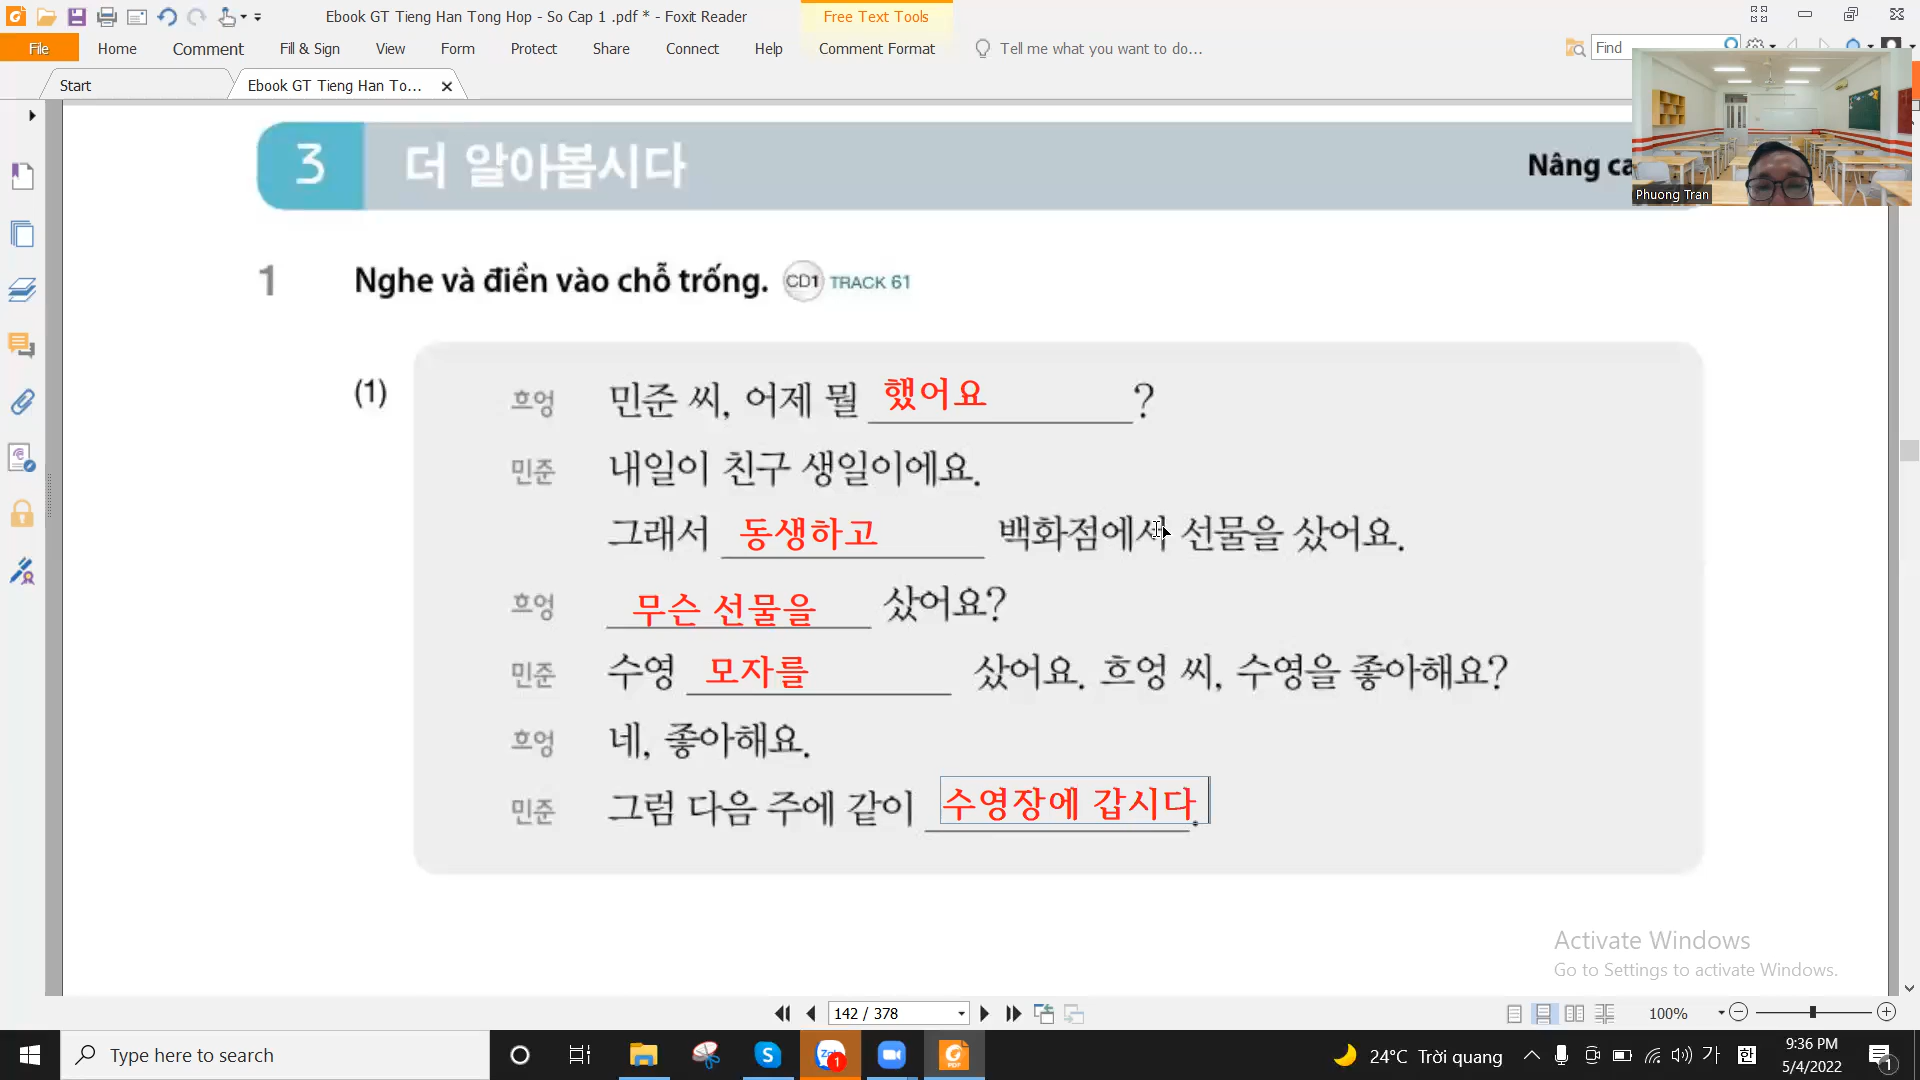 Ebook GT Tieng Han Tong Hop - So Cap 1 .pdf * - Foxit Reader
Free Text Tools
File Home Comment Fill & Sign View Form Protect Share Connect Help Comment Format Tell me what you want to do... Find
Start Ebook GT Tieng Han To...
3 더 알아봅시다 Nâng ca
Phuong Tran
1 Nghe và điền vào chỗ trống. CD1 TRACK 61
(1) 흐엉 민준 씨, 어제 뭘 했어요 ?
민준 내일이 친구 생일이에요.
그래서 동생하고 백화점에서 선물을 샀어요.
흐엉 무슨 선물을 샀어요?
민준 수영 모자를 샀어요. 흐엉 씨, 수영을 좋아해요?
흐엉 네, 좋아해요.
민준 그럼 다음 주에 같이 수영장에 갑시다.
Activate Windows
Go to Settings to activate Windows.
142 / 378 100%
Type here to search 1 24°C Trời quang 가 한 9:36 PM
5/4/2022 1